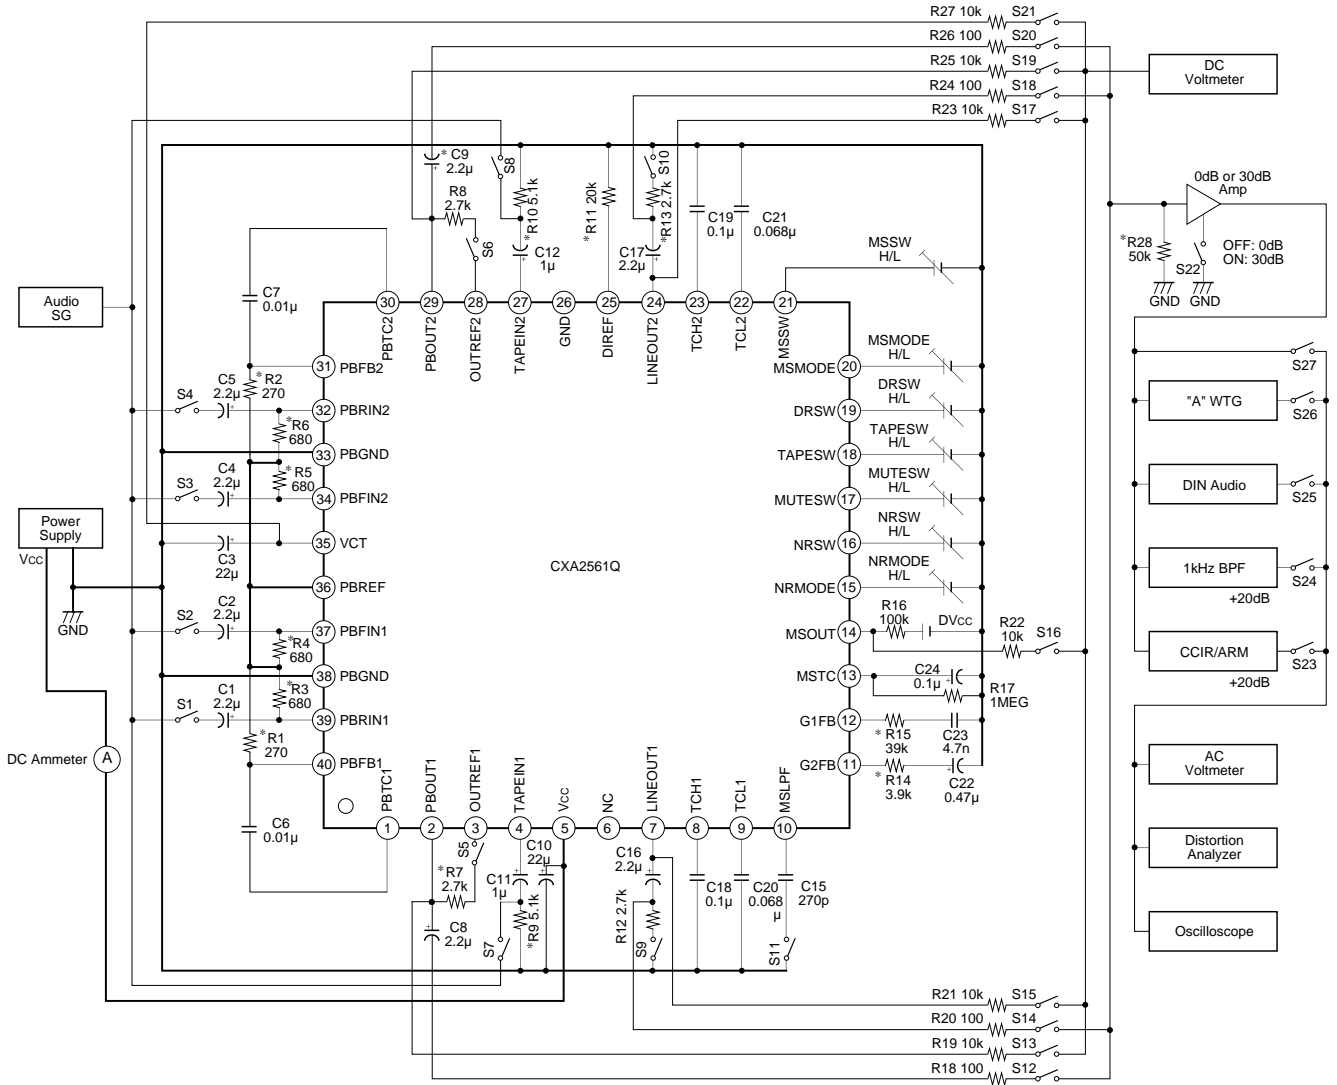 R27 10k S21
R26 100 S20
R25 10k S19
R24 100 S18
R23 10k S17
DC
Voltmeter
* C9
2.2µ
R8
2.7k
S6
S8
*R10 5.1k
C12
1µ
*R11 20k
S10
*R13 2.7k
C17
2.2µ
C19
0.1µ
C21
0.068µ
MSSW
H/L
0dB or 30dB
Amp
*R28
50k
S22
OFF: 0dB
ON: 30dB
GND GND
Audio
SG
C7
0.01µ
30 29 28 27 26 25 24 23 22 21
PBTC2
PBOUT2
OUTREF2
TAPEIN2
GND
DIREF
LINEOUT2
TCH2
TCL2
MSSW
31 PBFB2
* R2
270
S4
C5
2.2µ
32 PBRIN2
*R6
680
33 PBGND
*R5
680
S3
C4
2.2µ
34 PBFIN2
35 VCT
C3
22µ
36 PBREF
S2
C2
2.2µ
37 PBFIN1
*R4
680
38 PBGND
*R3
680
S1
C1
2.2µ
39 PBRIN1
* R1
270
40 PBFB1
Power
Supply
Vcc
GND
DC Ammeter A
CXA2561Q
MSMODE
H/L
MSMODE 20
DRSW
H/L
DRSW 19
TAPESW
H/L
TAPESW 18
MUTESW
H/L
MUTESW 17
NRSW
H/L
NRSW 16
NRMODE
H/L
NRMODE 15
R16
100k
DVcc
MSOUT 14
R22
10k
S16
MSTC 13
C24
0.1µ
R17
1MEG
G1FB 12
* R15
39k
C23
4.7n
G2FB 11
* R14
3.9k
C22
0.47µ
S27
"A" WTG
S26
DIN Audio
S25
1kHz BPF
S24
+20dB
CCIR/ARM
S23
+20dB
AC
Voltmeter
Distortion
Analyzer
Oscilloscope
PBTC1
PBOUT1
OUTREF1
TAPEIN1
Vcc
NC
LINEOUT1
TCH1
TCL1
MSLPF
1 2 3 4 5 6 7 8 9 10
C6
0.01µ
S5
* R7
2.7k
C8
2.2µ
C11
1µ
C10
22µ
S7
*R9 5.1k
C16
2.2µ
R12 2.7k
S9
C18
0.1µ
C20
0.068
µ
C15
270p
S11
R21 10k S15
R20 100 S14
R19 10k S13
R18 100 S12